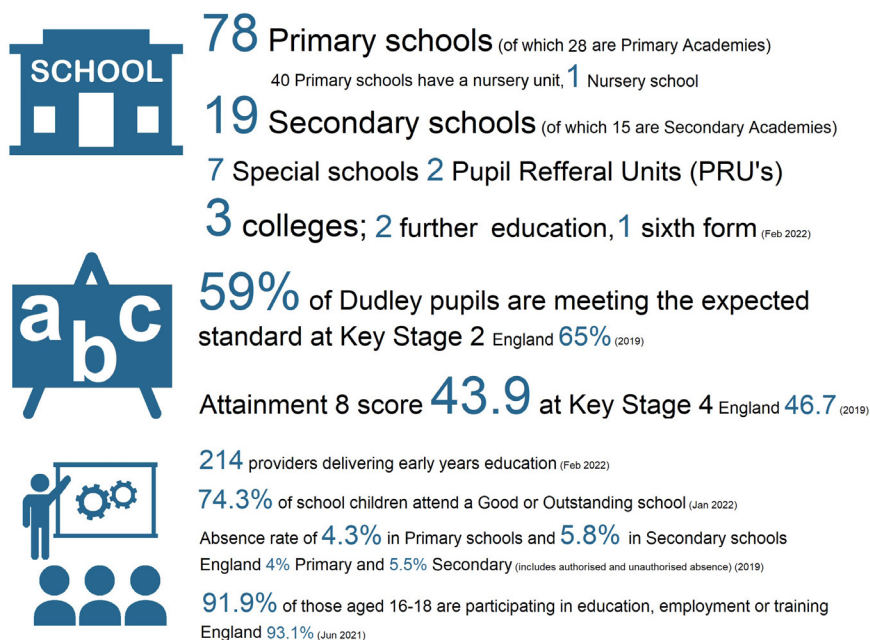 SCHOOL
78 Primary schools (of which 28 are Primary Academies)
40 Primary schools have a nursery unit, 1 Nursery school
19 Secondary schools (of which 15 are Secondary Academies)
7 Special schools 2 Pupil Refferal Units (PRU's)
3 colleges; 2 further education, 1 sixth form (Feb 2022)
a b c
59% of Dudley pupils are meeting the expected
standard at Key Stage 2 England 65% (2019)
Attainment 8 score 43.9 at Key Stage 4 England 46.7 (2019)
214 providers delivering early years education (Feb 2022)
74.3% of school children attend a Good or Outstanding school (Jan 2022)
Absence rate of 4.3% in Primary schools and 5.8% in Secondary schools
England 4% Primary and 5.5% Secondary (includes authorised and unauthorised absence) (2019)
91.9% of those aged 16-18 are participating in education, employment or training
England 93.1% (Jun 2021)